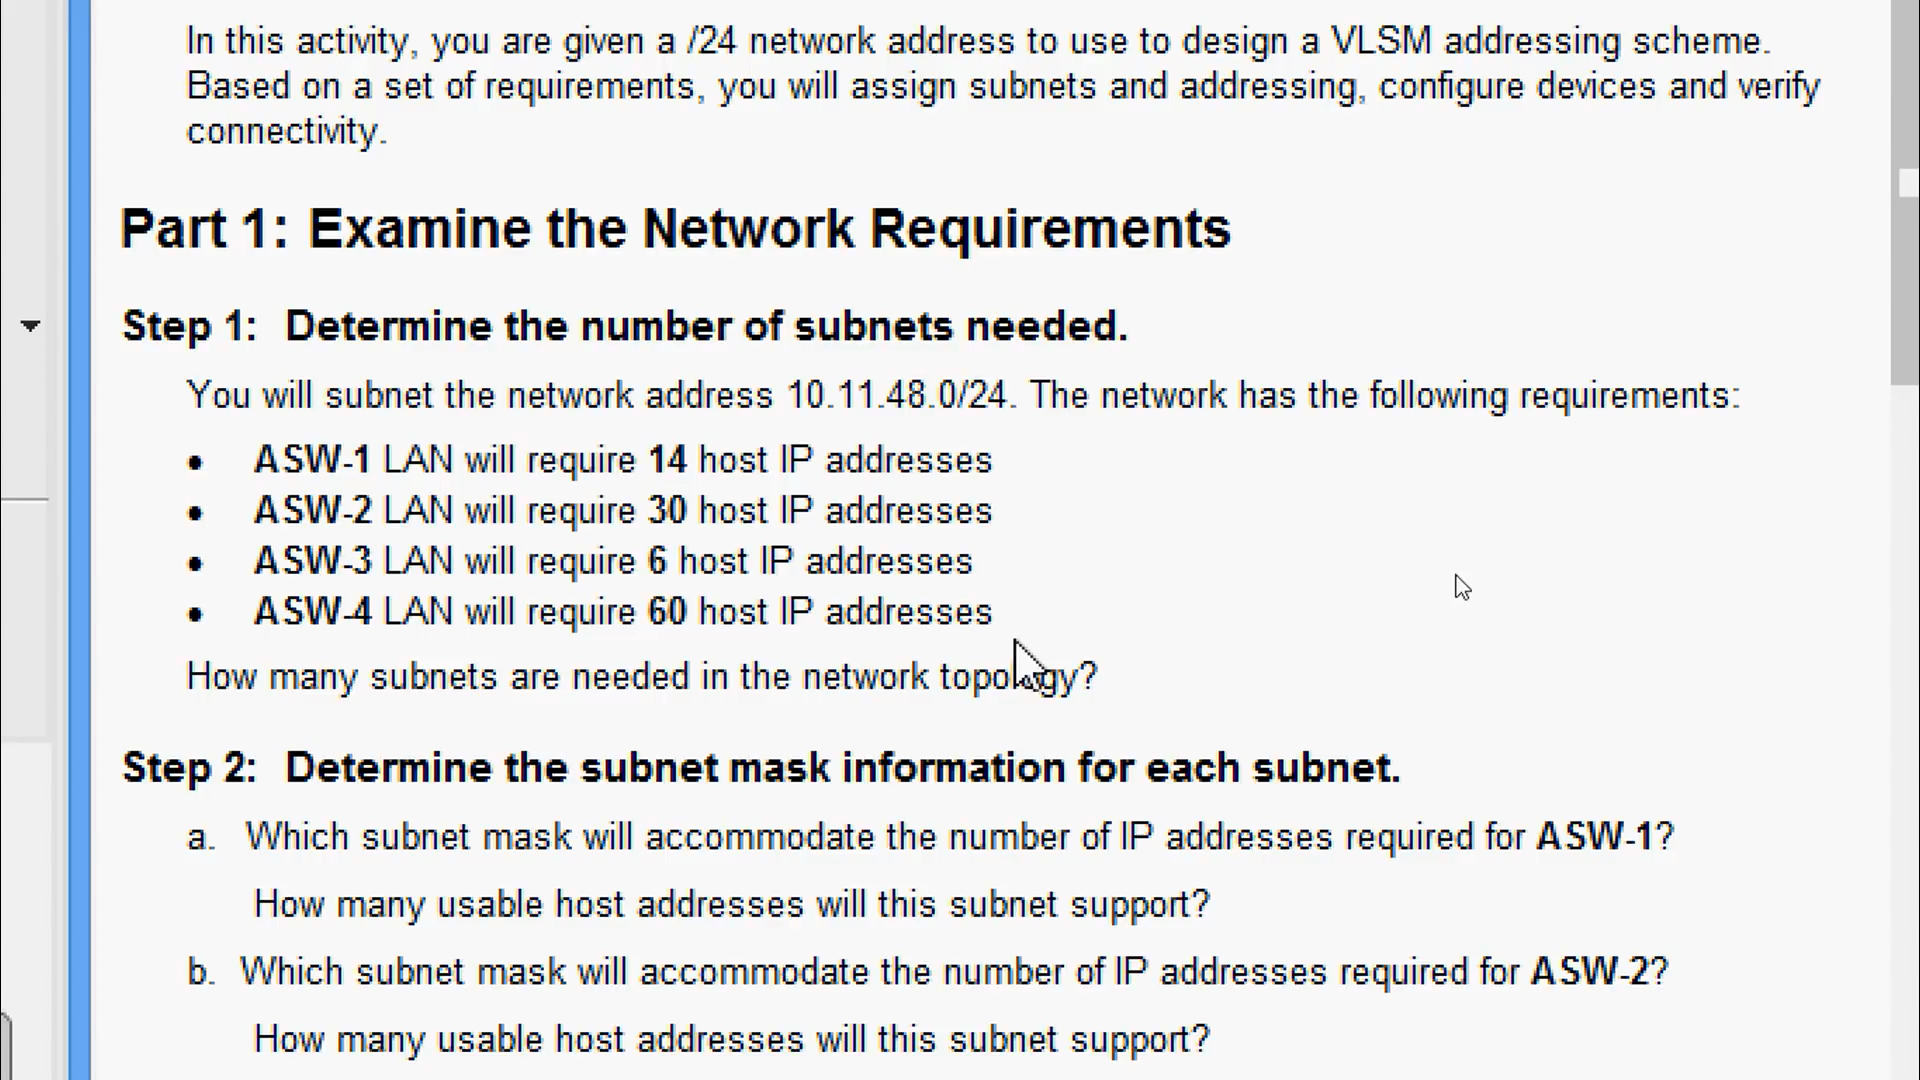 In this activity, you are given a /24 network address to use to design a VLSM addressing scheme.
Based on a set of requirements, you will assign subnets and addressing, configure devices and verify
connectivity.
Part 1: Examine the Network Requirements
Step 1: Determine the number of subnets needed.
You will subnet the network address 10.11.48.0/24. The network has the following requirements:
• ASW-1 LAN will require 14 host IP addresses
• ASW-2 LAN will require 30 host IP addresses
• ASW-3 LAN will require 6 host IP addresses
• ASW-4 LAN will require 60 host IP addresses
How many subnets are needed in the network topology?
Step 2: Determine the subnet mask information for each subnet.
a. Which subnet mask will accommodate the number of IP addresses required for ASW-1?
How many usable host addresses will this subnet support?
b. Which subnet mask will accommodate the number of IP addresses required for ASW-2?
How many usable host addresses will this subnet support?